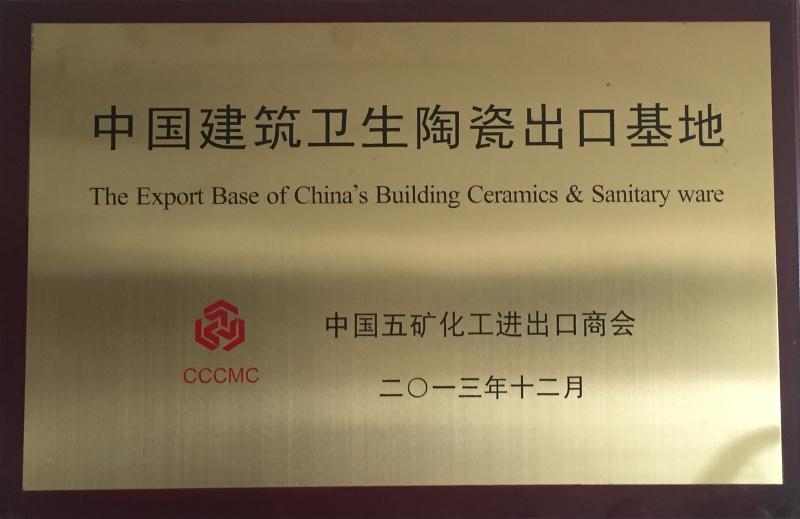 中国建筑卫生陶瓷出口基地
The Export Base of China's Building Ceramics & Sanitary ware
中国五矿化工进出口商会
CCCMC
二〇一三年十二月